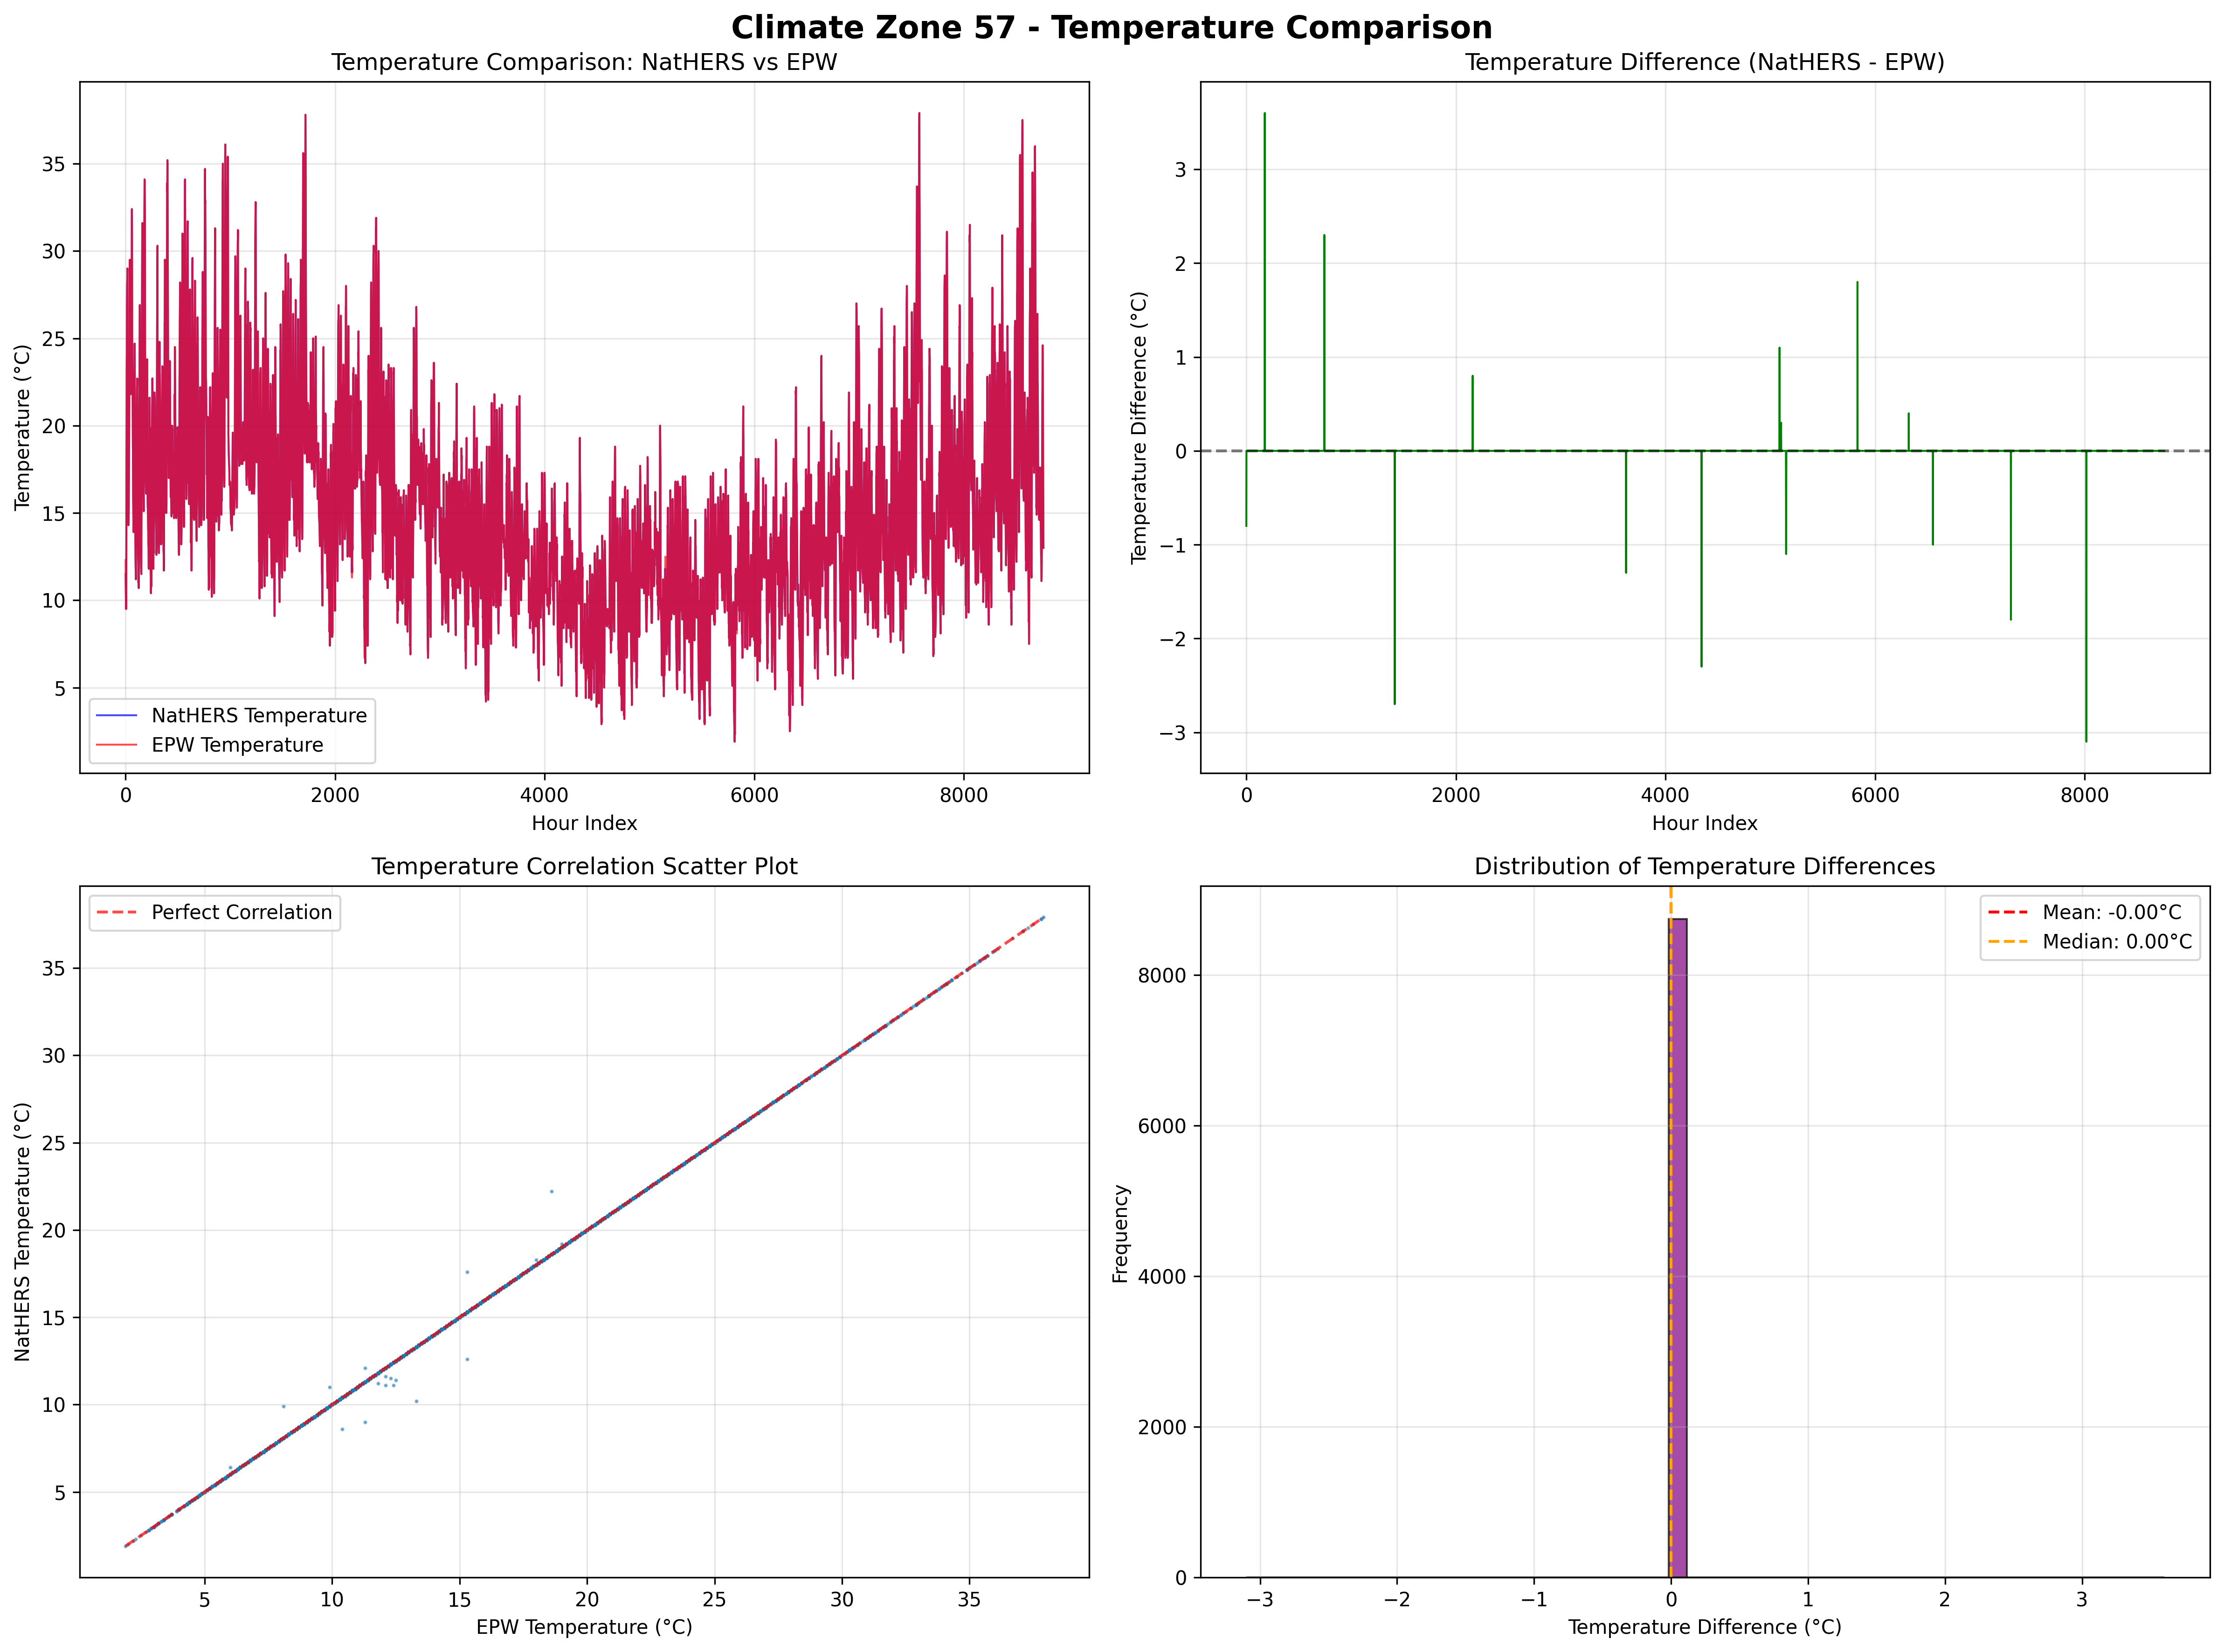 Climate Zone 57 - Temperature Comparison
Temperature Comparison: NatHERS vs EPW
Temperature (°C)
35
30
25
20
15
10
5
NatHERS Temperature
EPW Temperature
0 2000 4000 6000 8000
Hour Index
Temperature Difference (NatHERS - EPW)
Temperature Difference (°C)
3
2
1
0
−1
−2
−3
0 2000 4000 6000 8000
Hour Index
Temperature Correlation Scatter Plot
Perfect Correlation
NatHERS Temperature (°C)
35
30
25
20
15
10
5
5 10 15 20 25 30 35
EPW Temperature (°C)
Distribution of Temperature Differences
Mean: -0.00°C
Median: 0.00°C
Frequency
8000
6000
4000
2000
0
−3 −2 −1 0 1 2 3
Temperature Difference (°C)